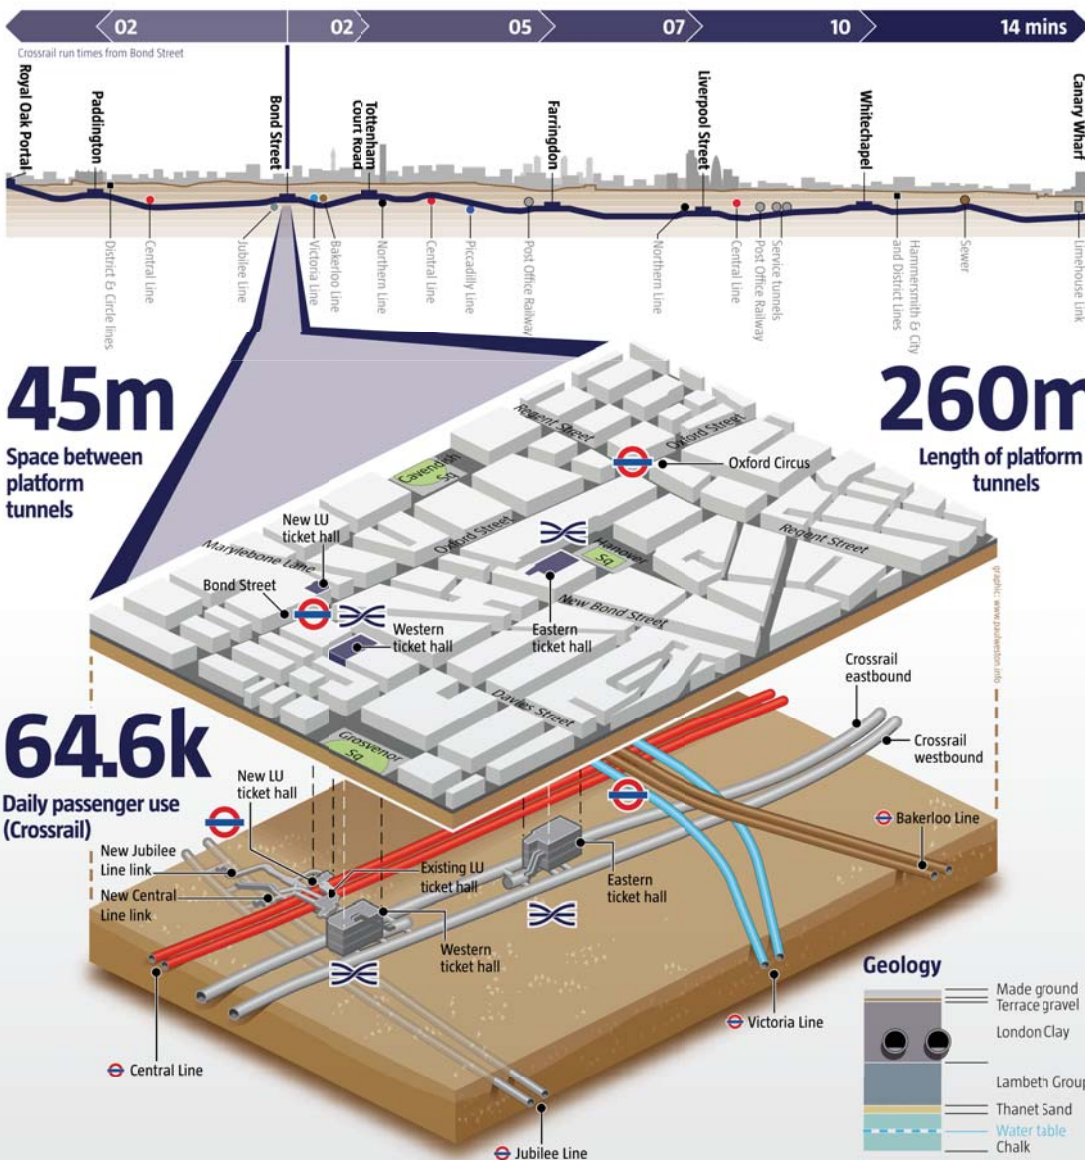 02
02
05
07
10
14 mins
Crossrail run times from Bond Street
Royal Oak Portal
Paddington
Bond Street
Tottenham
Court Road
Farringdon
Liverpool Street
Whitechapel
Canary Wharf
District & Circle lines
Central Line
Jubilee Line
Victoria Line
Bakerloo Line
Northern Line
Central Line
Piccadilly Line
Post Office Railway
Northern Line
Central Line
Post Office Railway
Service tunnels
Hammersmith & City
and District Lines
Sewer
Limehouse Link
45m
Space between
platform
tunnels
260m
Length of platform
tunnels
Regent Street
Oxford Street
Oxford Circus
Cavendish
Sq
New LU
ticket hall
Oxford Street
Hanover
Sq
Regent Street
Marylebone Lane
Bond Street
New Bond Street
Western
ticket hall
Eastern
ticket hall
Davies Street
Grosvenor
Sq
graphic: www.paulweston.info
64.6k
Daily passenger use
(Crossrail)
Crossrail
eastbound
Crossrail
westbound
New LU
ticket hall
New Jubilee
Line link
New Central
Line link
Existing LU
ticket hall
Eastern
ticket hall
Bakerloo Line
Western
ticket hall
Victoria Line
Central Line
Jubilee Line
Geology
Made ground
Terrace gravel
London Clay
Lambeth Group
Thanet Sand
Water table
Chalk